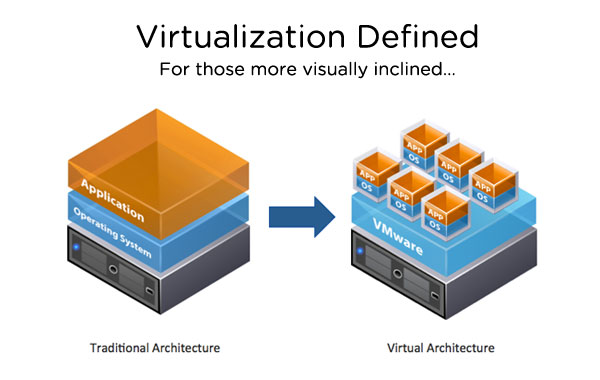 Virtualization Defined
For those more visually inclined...
Application
Operating System
APP
OS
APP
OS
APP
OS
APP
OS
APP
OS
APP
OS
VMware
Traditional Architecture
Virtual Architecture